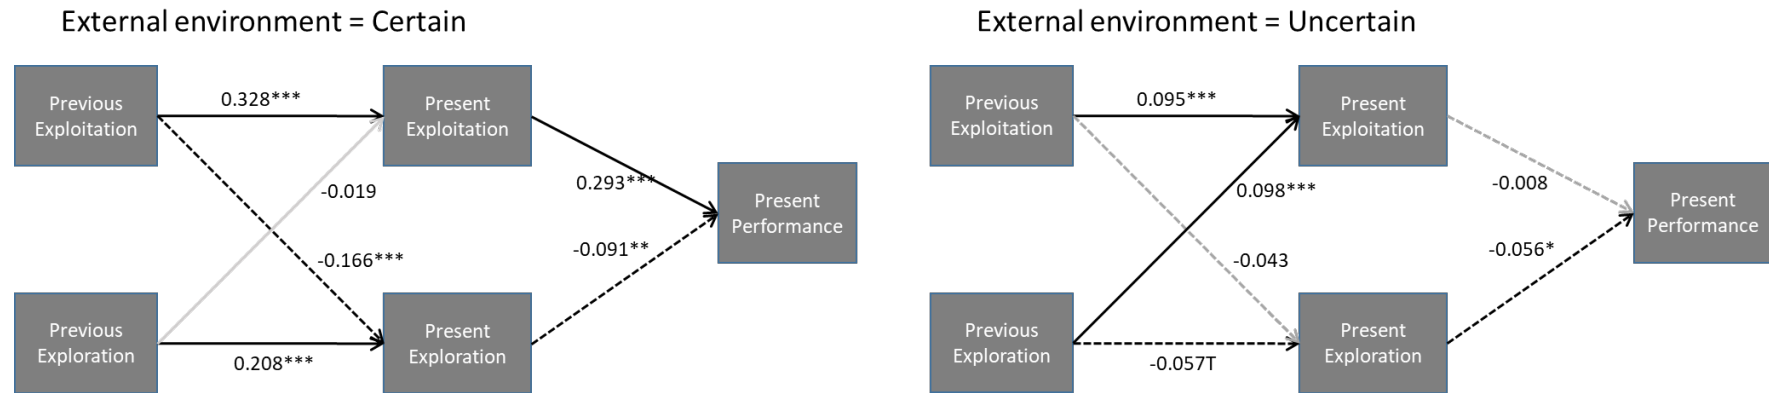 External environment = Certain
Previous
Exploitation
0.328***
Present
Exploitation
-0.019
0.293***
Present
Performance
-0.166***
-0.091**
Previous
Exploration
0.208***
Present
Exploration
External environment = Uncertain
Previous
Exploitation
0.095***
Present
Exploitation
0.098***
-0.008
Present
Performance
-0.043
-0.056*
Previous
Exploration
-0.057T
Present
Exploration